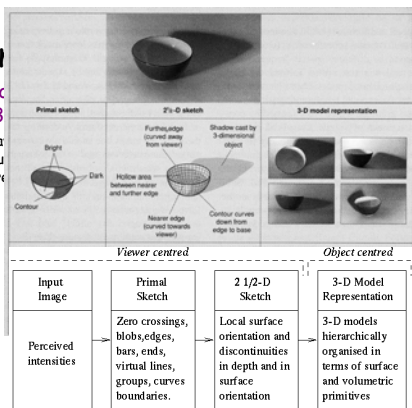 Primal sketch
2½-D sketch
3-D model representation
Bright
Dark
Contour
Furthest edge
(curved away
from viewer)
Shadow cast by
3-dimensional
object
Hollow area
between nearer
and further edge
Nearer edge
(curved towards
viewer)
Contour curves
down from
edge to base
Viewer centred
Object centred
Input
Image
Perceived
intensities
Primal
Sketch
Zero crossings,
blobs,edges,
bars, ends,
virtual lines,
groups, curves
boundaries.
2 1/2-D
Sketch
Local surface
orientation and
discontinuities
in depth and in
surface
orientation
3-D Model
Representation
3-D models
hierarchically
organised in
terms of surface
and volumetric
primitives